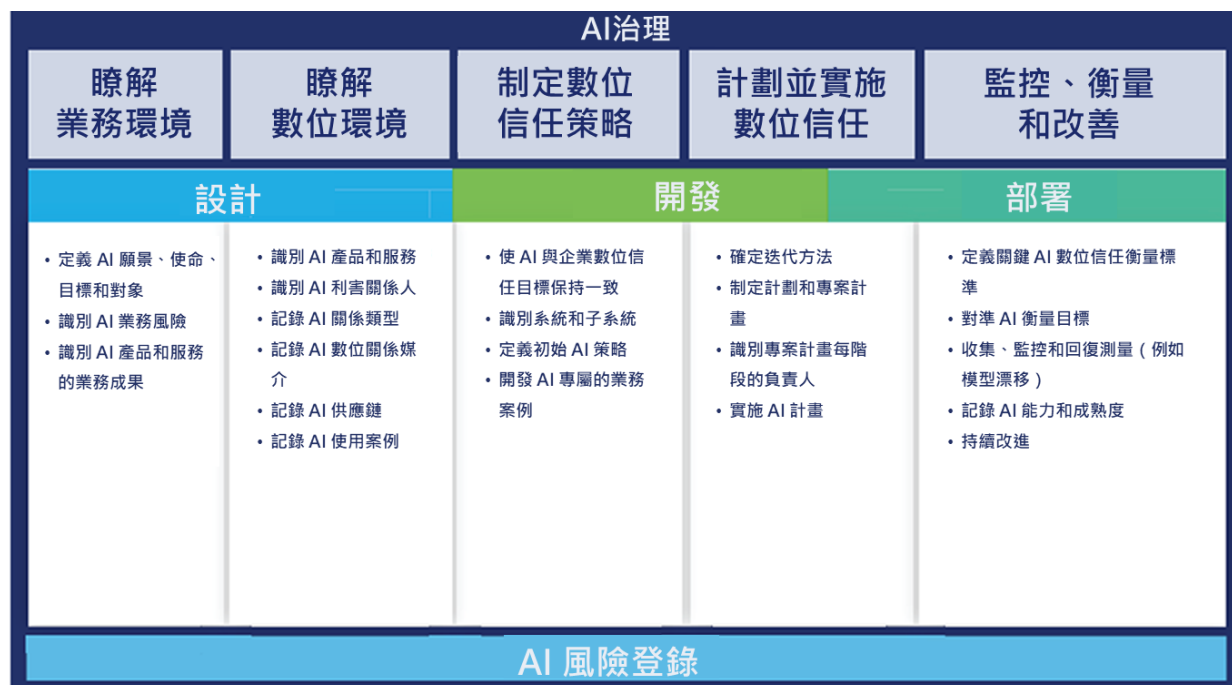 AI治理
瞭解
業務環境
瞭解
數位環境
制定數位
信任策略
計劃並實施
數位信任
監控、衡量
和改善
設計
開發
部署
• 定義 AI 願景、使命、
目標和對象
• 識別 AI 業務風險
• 識別 AI 產品和服務
的業務成果
• 識別 AI 產品和服務
• 識別 AI 利害關係人
• 記錄 AI 關係類型
• 記錄 AI 數位關係媒
介
• 記錄 AI 供應鏈
• 記錄 AI 使用案例
• 使 AI 與企業數位信
任目標保持一致
• 識別系統和子系統
• 定義初始 AI 策略
• 開發 AI 專屬的業務
案例
• 確定迭代方法
• 制定計劃和專案計
畫
• 識別專案計畫每階
段的負責人
• 實施 AI 計畫
• 定義關鍵 AI 數位信任衡量標
準
• 對準 AI 衡量目標
• 收集、監控和回復測量（例如
模型漂移）
• 記錄 AI 能力和成熟度
• 持續改進
AI 風險登錄